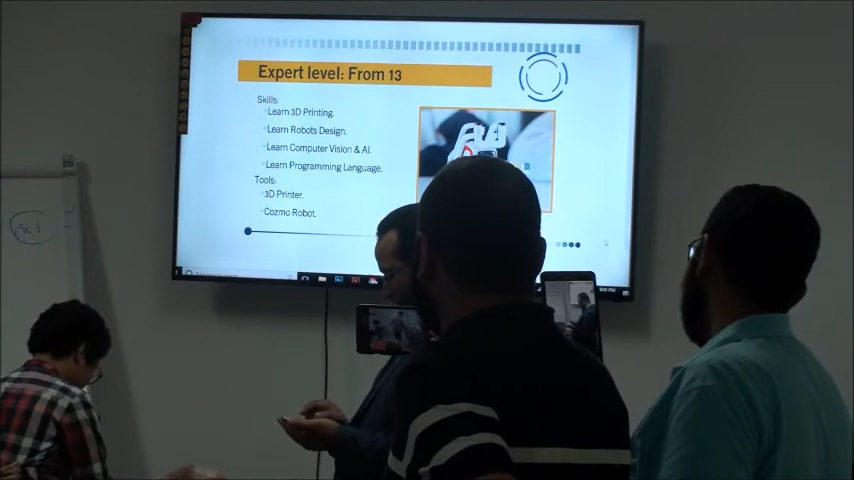 Expert level: From 13
Skills:
Learn 3D Printing.
Learn Robots Design.
Learn Computer Vision & AI.
Learn Programming Language.
Tools:
3D Printer.
Cozmo Robot.